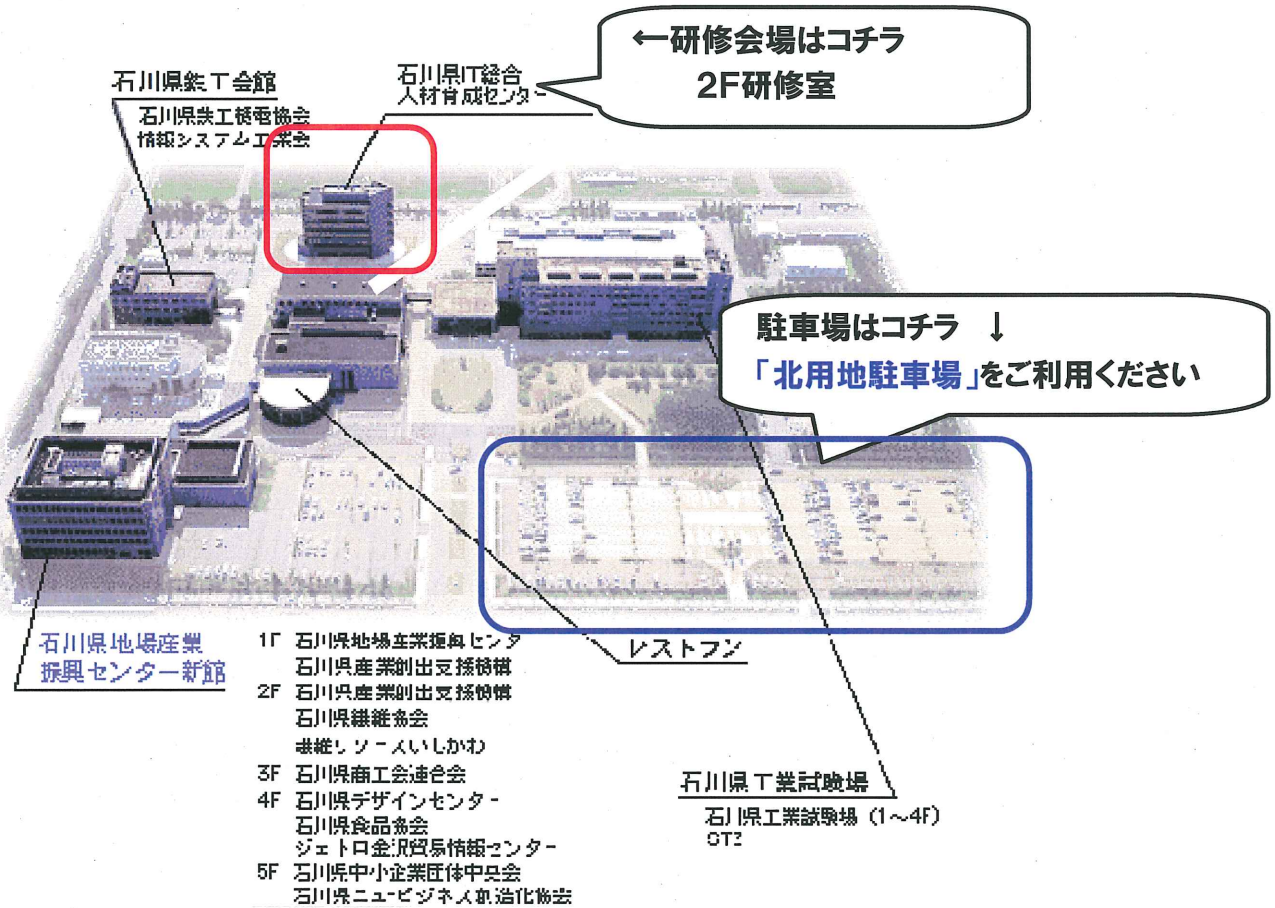 ←研修会場はコチラ
2F研修室
石川県IT総合
人材育成センター
石川県鉄工会館
石川県鉄工機電協会
情報システム工業会
駐車場はコチラ ↓
「北用地駐車場」をご利用ください
石川県地場産業
振興センター新館
1F 石川県地場産業振興センタ
石川県産業創出支援機構
2F 石川県産業創出支援機構
石川県繊維協会
繊維リソースいしかわ
3F 石川県商工会連合会
4F 石川県デザインセンター
石川県食品協会
ジェトロ金沢貿易情報センター
5F 石川県中小企業団体中央会
石川県ニュービジネス創造化協会
レストラン
石川県工業試験場
石川県工業試験場 (1~4F)